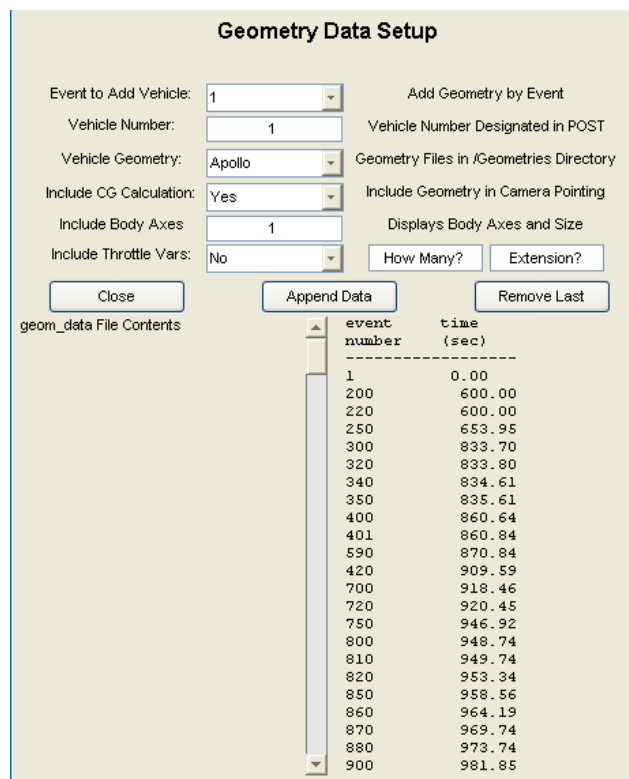 Geometry Data Setup
Event to Add Vehicle: 1 Add Geometry by Event
Vehicle Number: 1 Vehicle Number Designated in POST
Vehicle Geometry: Apollo Geometry Files in /Geometries Directory
Include CG Calculation: Yes Include Geometry in Camera Pointing
Include Body Axes 1 Displays Body Axes and Size
Include Throttle Vars: No How Many? Extension?
Close Append Data Remove Last
geom_data File Contents
event time
number (sec)
-------------------
1 0.00
200 600.00
220 600.00
250 653.95
300 833.70
320 833.80
340 834.61
350 835.61
400 860.64
401 860.84
590 870.84
420 909.59
700 918.46
720 920.45
750 946.92
800 948.74
810 949.74
820 953.34
850 958.56
860 964.19
870 969.74
880 973.74
900 981.85